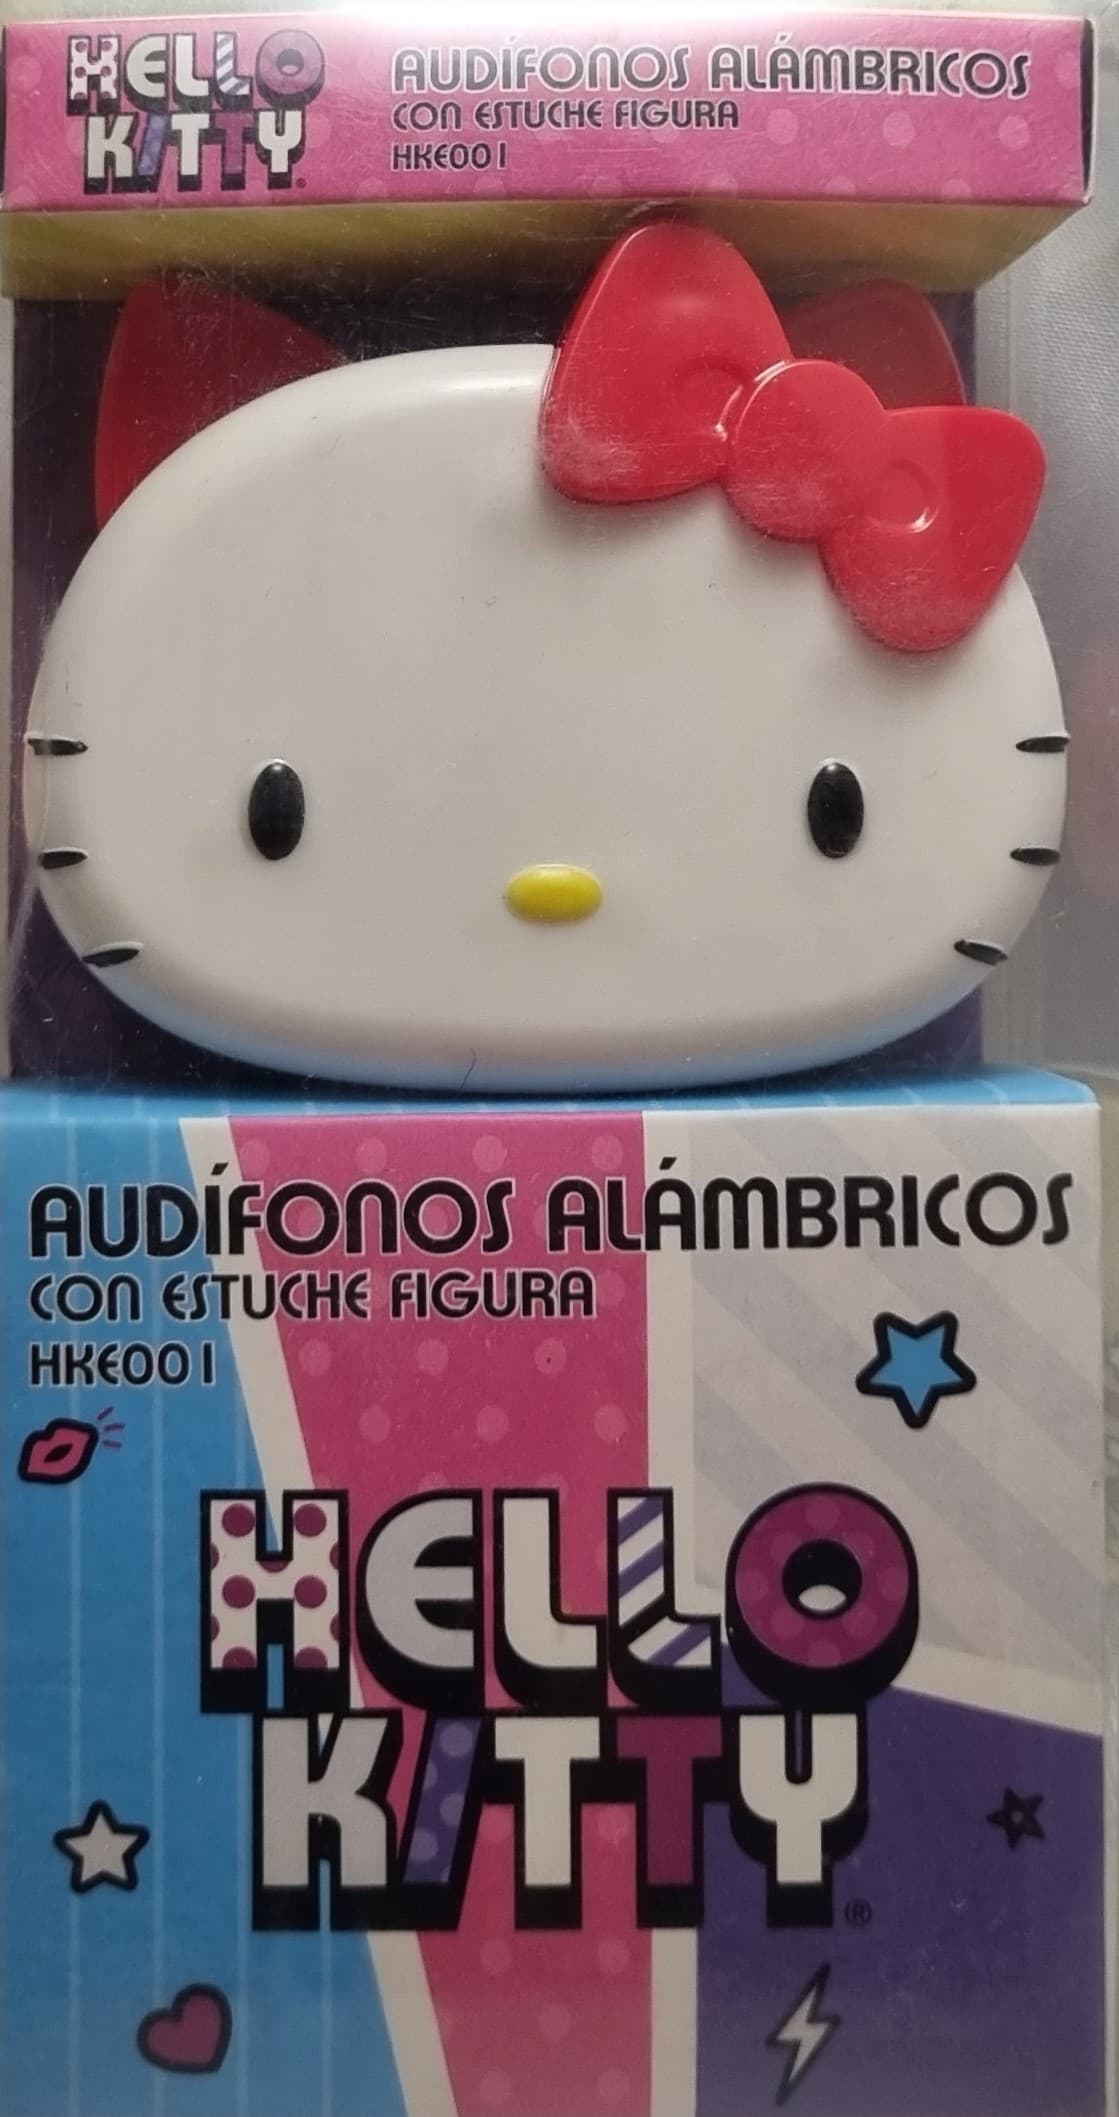 HELLO
KITTY
AUDÍFONOS ALÁMBRICOS
CON ESTUCHE FIGURA
HKE001
AUDÍFONOS ALÁMBRICOS
CON ESTUCHE FIGURA
HKE001
HELLO
KITTY®